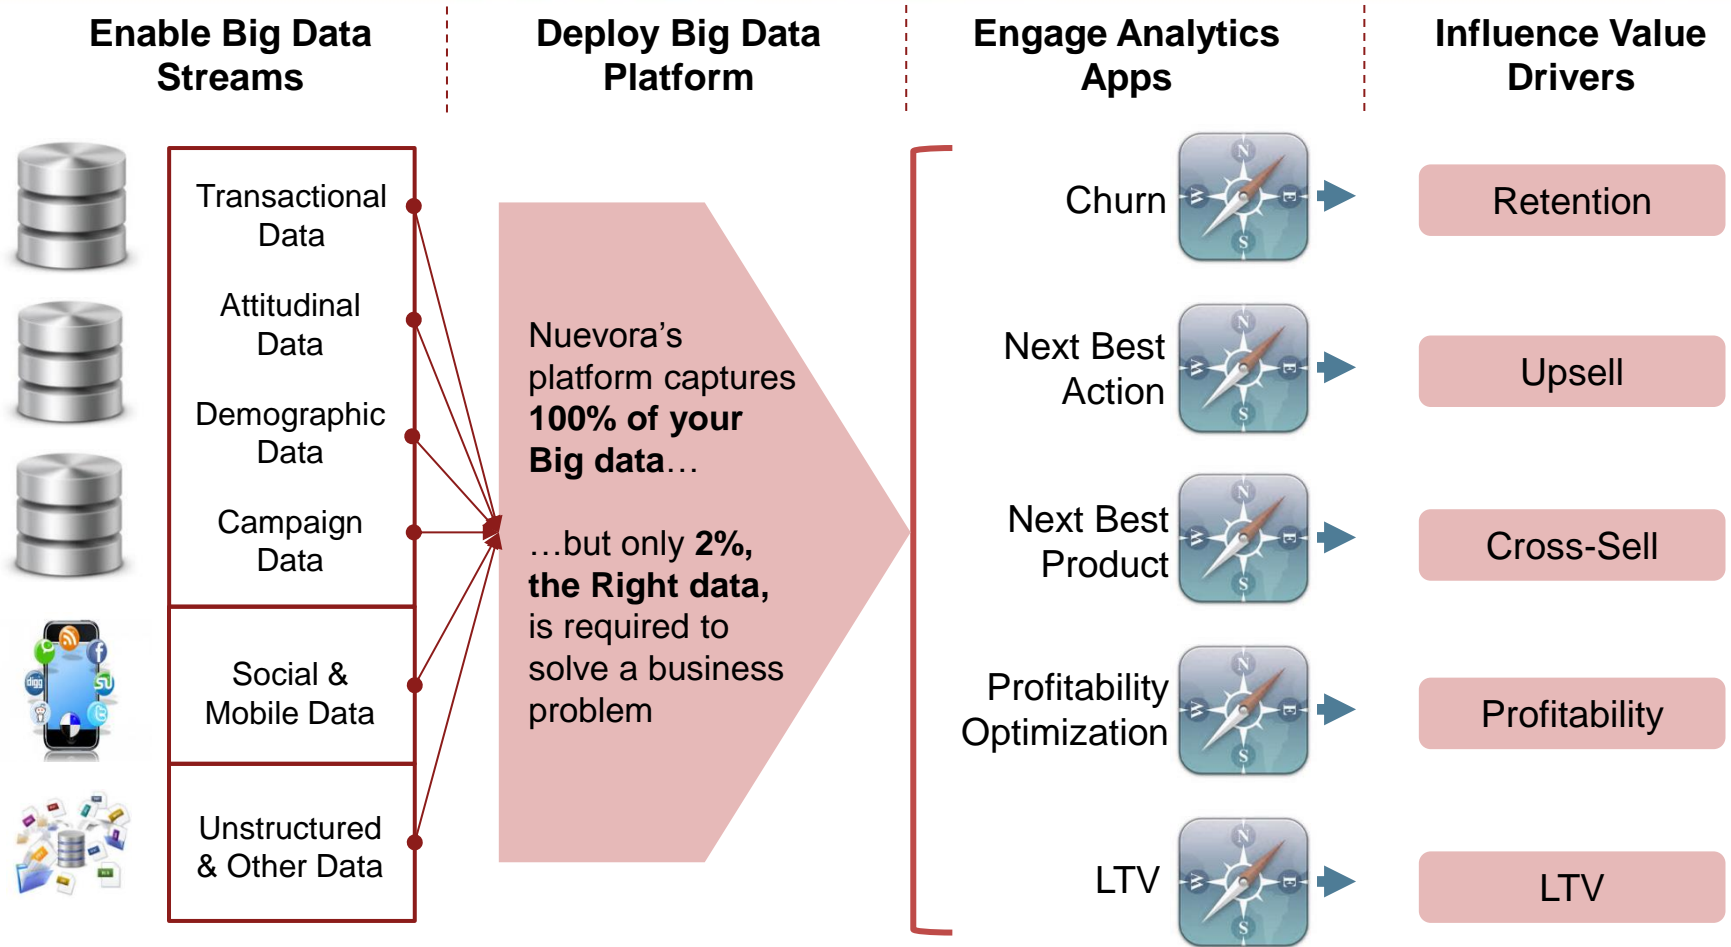 Enable Big Data
Streams
Deploy Big Data
Platform
Engage Analytics
Apps
Influence Value
Drivers
Transactional
Data
Attitudinal
Data
Demographic
Data
Campaign
Data
Social &
Mobile Data
Unstructured
& Other Data
digg
Nuevora’s
platform captures
100% of your
Big data…
…but only 2%,
the Right data,
is required to
solve a business
problem
Churn
N
W
E
S
Retention
Next Best
Action
N
W
E
S
Upsell
Next Best
Product
N
W
E
S
Cross-Sell
Profitability
Optimization
N
W
E
S
Profitability
LTV
N
W
E
S
LTV